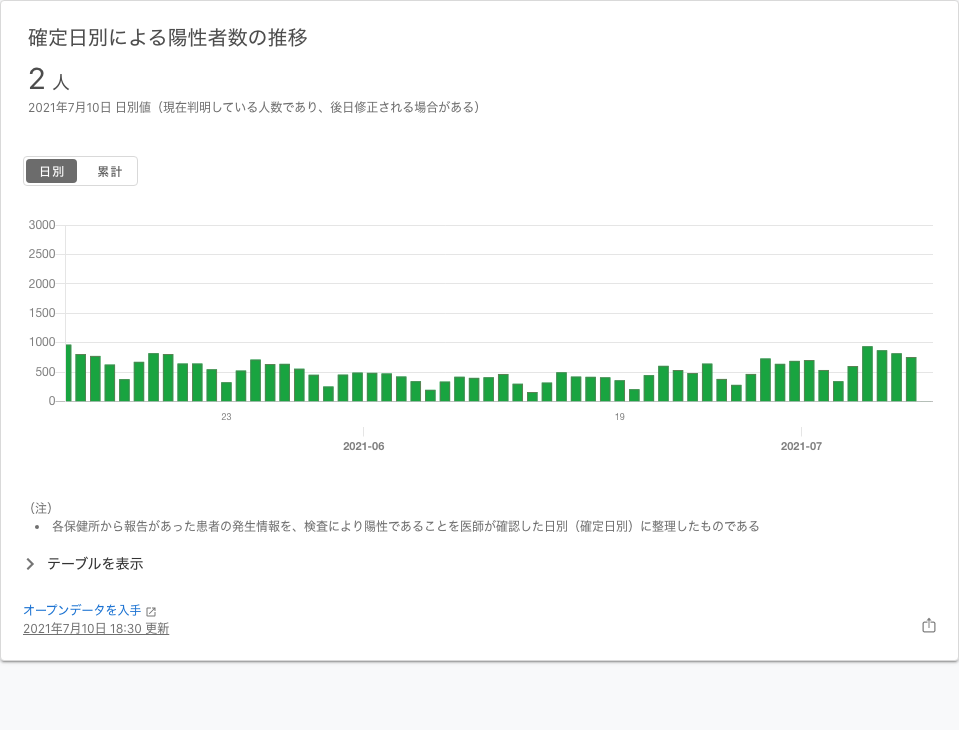 確定日別による陽性者数の推移
2 人
2021年7月10日 日別値（現在判明している人数であり、後日修正される場合がある）
日別 累計
3000
2500
2000
1500
1000
500
0
23 19
2021-06 2021-07
（注）
• 各保健所から報告があった患者の発生情報を、検査により陽性であることを医師が確認した日別（確定日別）に整理したものである
テーブルを表示
オープンデータを入手
2021年7月10日 18:30 更新